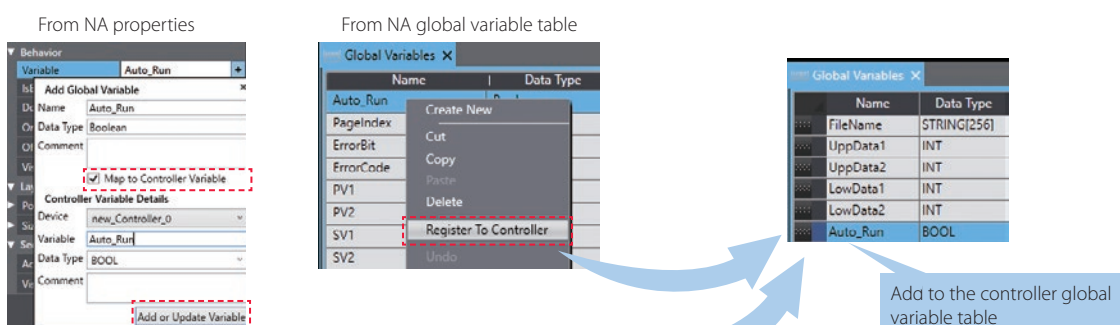 From NA properties
Behavior
Variable Auto_Run +
Add Global Variable ×
Name Auto_Run
Data Type Boolean
Comment
Map to Controller Variable
Controller Variable Details
Device new_Controller_0
Variable Auto_Run
Data Type BOOL
Comment
Add or Update Variable
From NA global variable table
Global Variables X
Name Data Type
Auto_Run
PageIndex
ErrorBit
ErrorCode
PV1
PV2
SV1
SV2
Create New
Cut
Copy
Paste
Delete
Register To Controller
Undo
Global Variables X
Name Data Type
FileName STRING[256]
UppData1 INT
UppData2 INT
LowData1 INT
LowData2 INT
Auto_Run BOOL
Add to the controller global
variable table